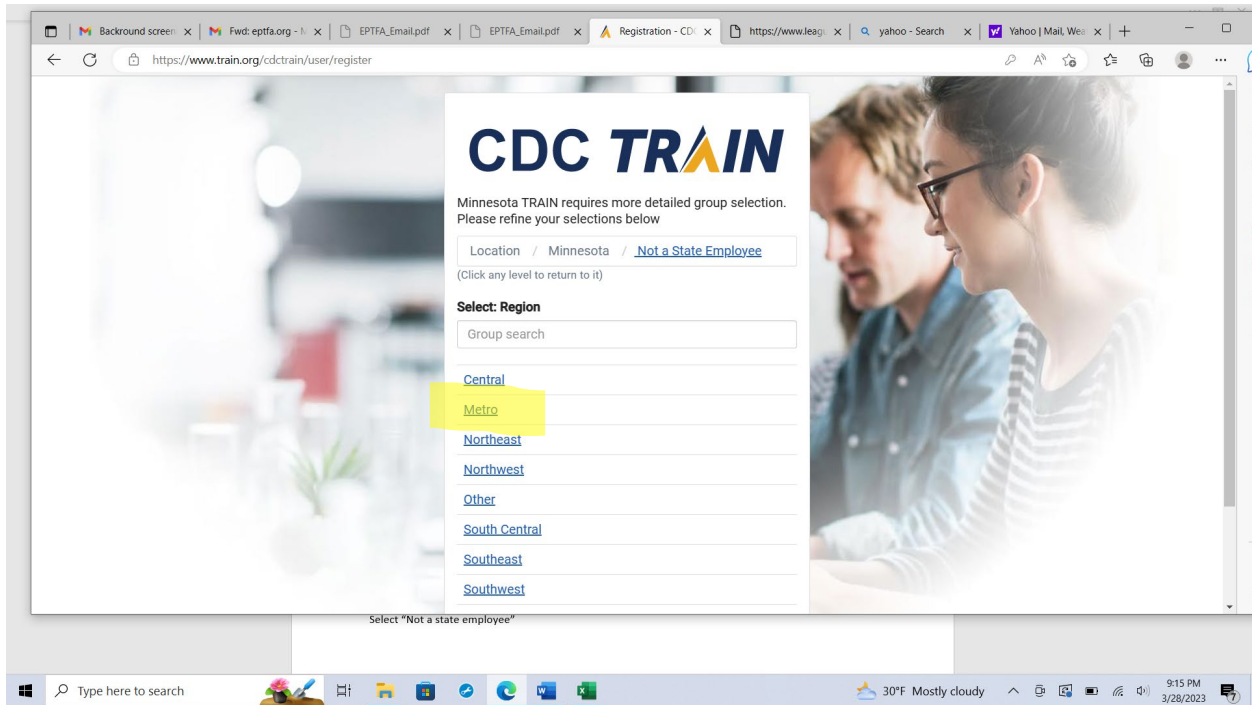 Backround screen
Fwd: eptfa.org - M
EPTFA_Email.pdf
EPTFA_Email.pdf
Registration - CDC
https://www.leagu
yahoo - Search
Yahoo | Mail, Wea
https://www.train.org/cdctrain/user/register
CDC TRAIN
Minnesota TRAIN requires more detailed group selection.
Please refine your selections below
Location / Minnesota / Not a State Employee
(Click any level to return to it)
Select: Region
Group search
Central
Metro
Northeast
Northwest
Other
South Central
Southeast
Southwest
Select “Not a state employee”
Type here to search
30°F Mostly cloudy
9:15 PM
3/28/2023
7